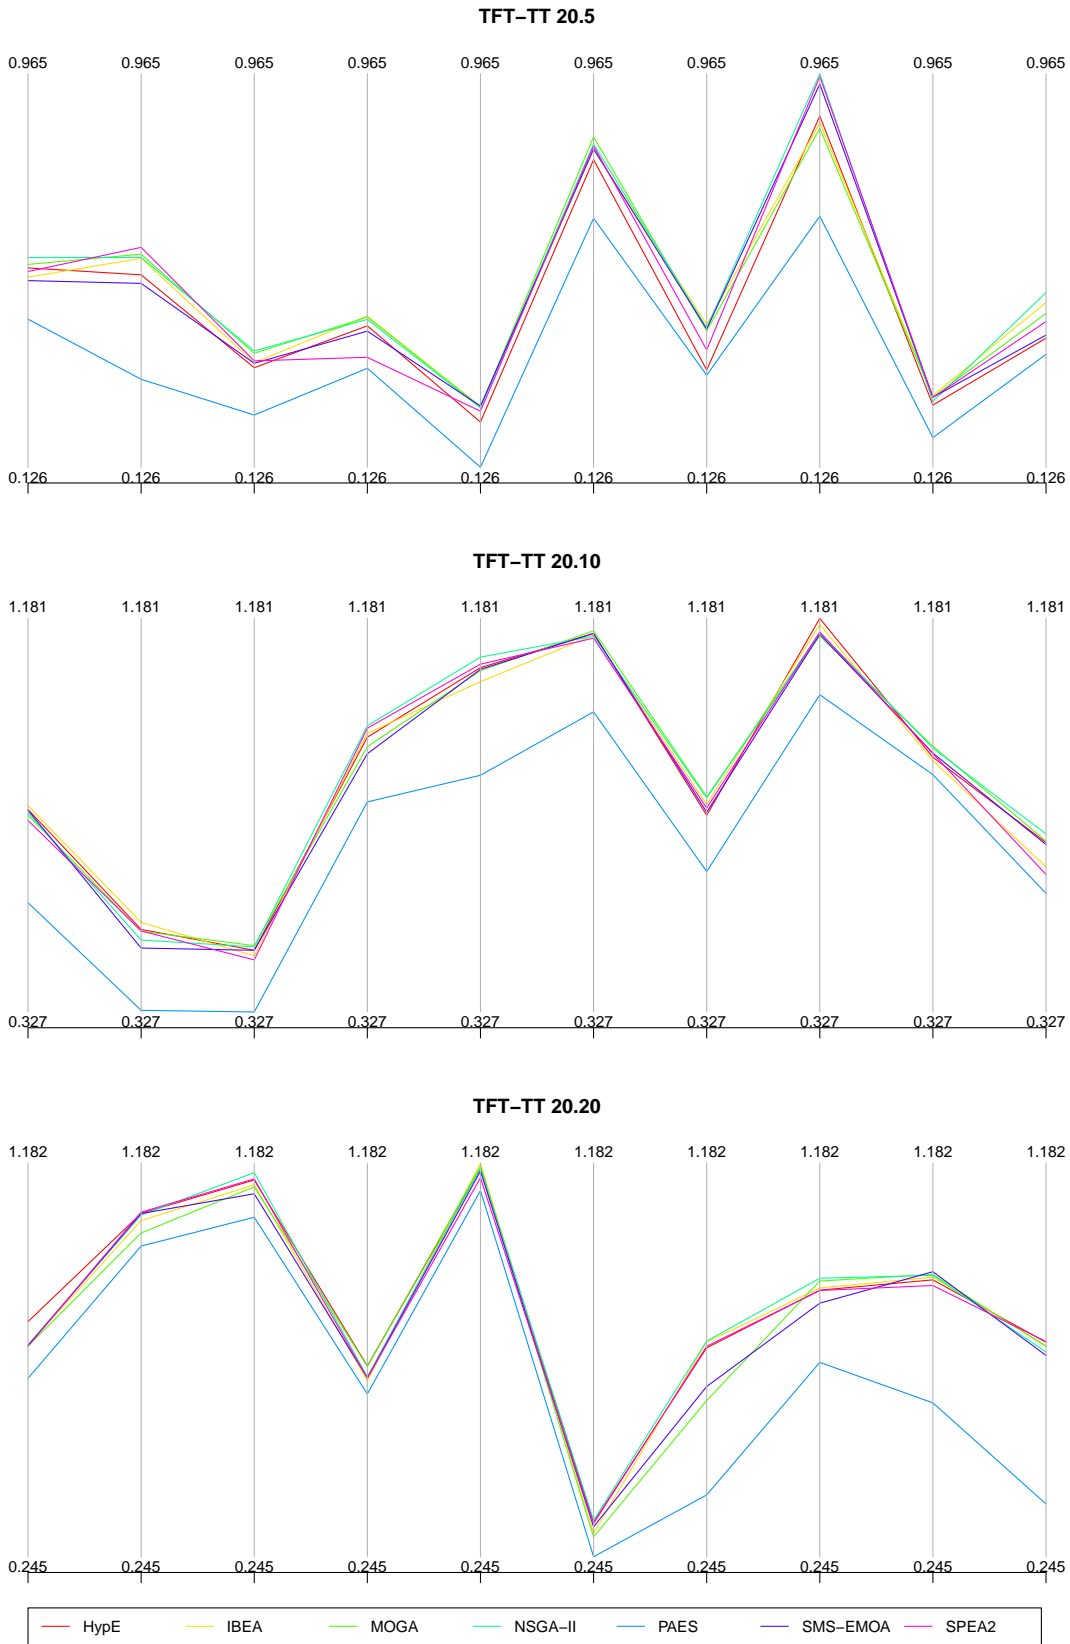 TFT−TT 20.5
0.965 0.965 0.965 0.965 0.965 0.965 0.965 0.965 0.965 0.965
0.126 0.126 0.126 0.126 0.126 0.126 0.126 0.126 0.126 0.126
TFT−TT 20.10
1.181 1.181 1.181 1.181 1.181 1.181 1.181 1.181 1.181 1.181
0.327 0.327 0.327 0.327 0.327 0.327 0.327 0.327 0.327 0.327
TFT−TT 20.20
1.182 1.182 1.182 1.182 1.182 1.182 1.182 1.182 1.182 1.182
0.245 0.245 0.245 0.245 0.245 0.245 0.245 0.245 0.245 0.245
HypE IBEA MOGA NSGA−II PAES SMS−EMOA SPEA2